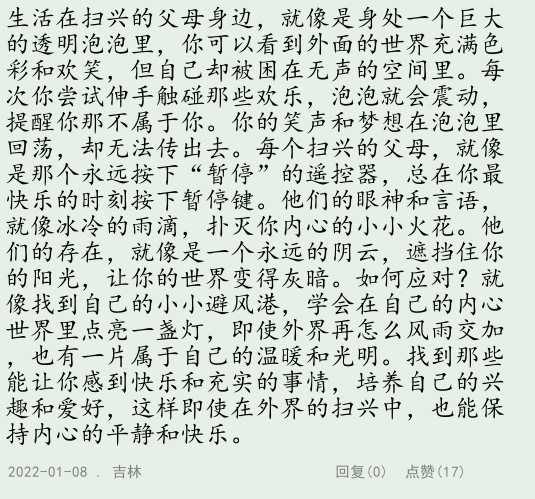 生活在扫兴的父母身边，就像是身处一个巨大
的透明泡泡里，你可以看到外面的世界充满色
彩和欢笑，但自己却被困在无声的空间里。每
次你尝试伸手触碰那些欢乐，泡泡就会震动，
提醒你那不属于你。你的笑声和梦想在泡泡里
回荡，却无法传出去。每个扫兴的父母，就像
是那个永远按下“暂停”的遥控器，总在你最
快乐的时刻按下暂停键。他们的眼神和言语，
就像冰冷的雨滴，扑灭你内心的小小火花。他
们的存在，就像是一个永远的阴云，遮挡住你
的阳光，让你的世界变得灰暗。如何应对？就
像找到自己的小小避风港，学会在自己的内心
世界里点亮一盏灯，即使外界再怎么风雨交加
，也有一片属于自己的温暖和光明。找到那些
能让你感到快乐和充实的事情，培养自己的兴
趣和爱好，这样即使在外界的扫兴中，也能保
持内心的平静和快乐。
2022-01-08 . 吉林 回复(0) 点赞(17)